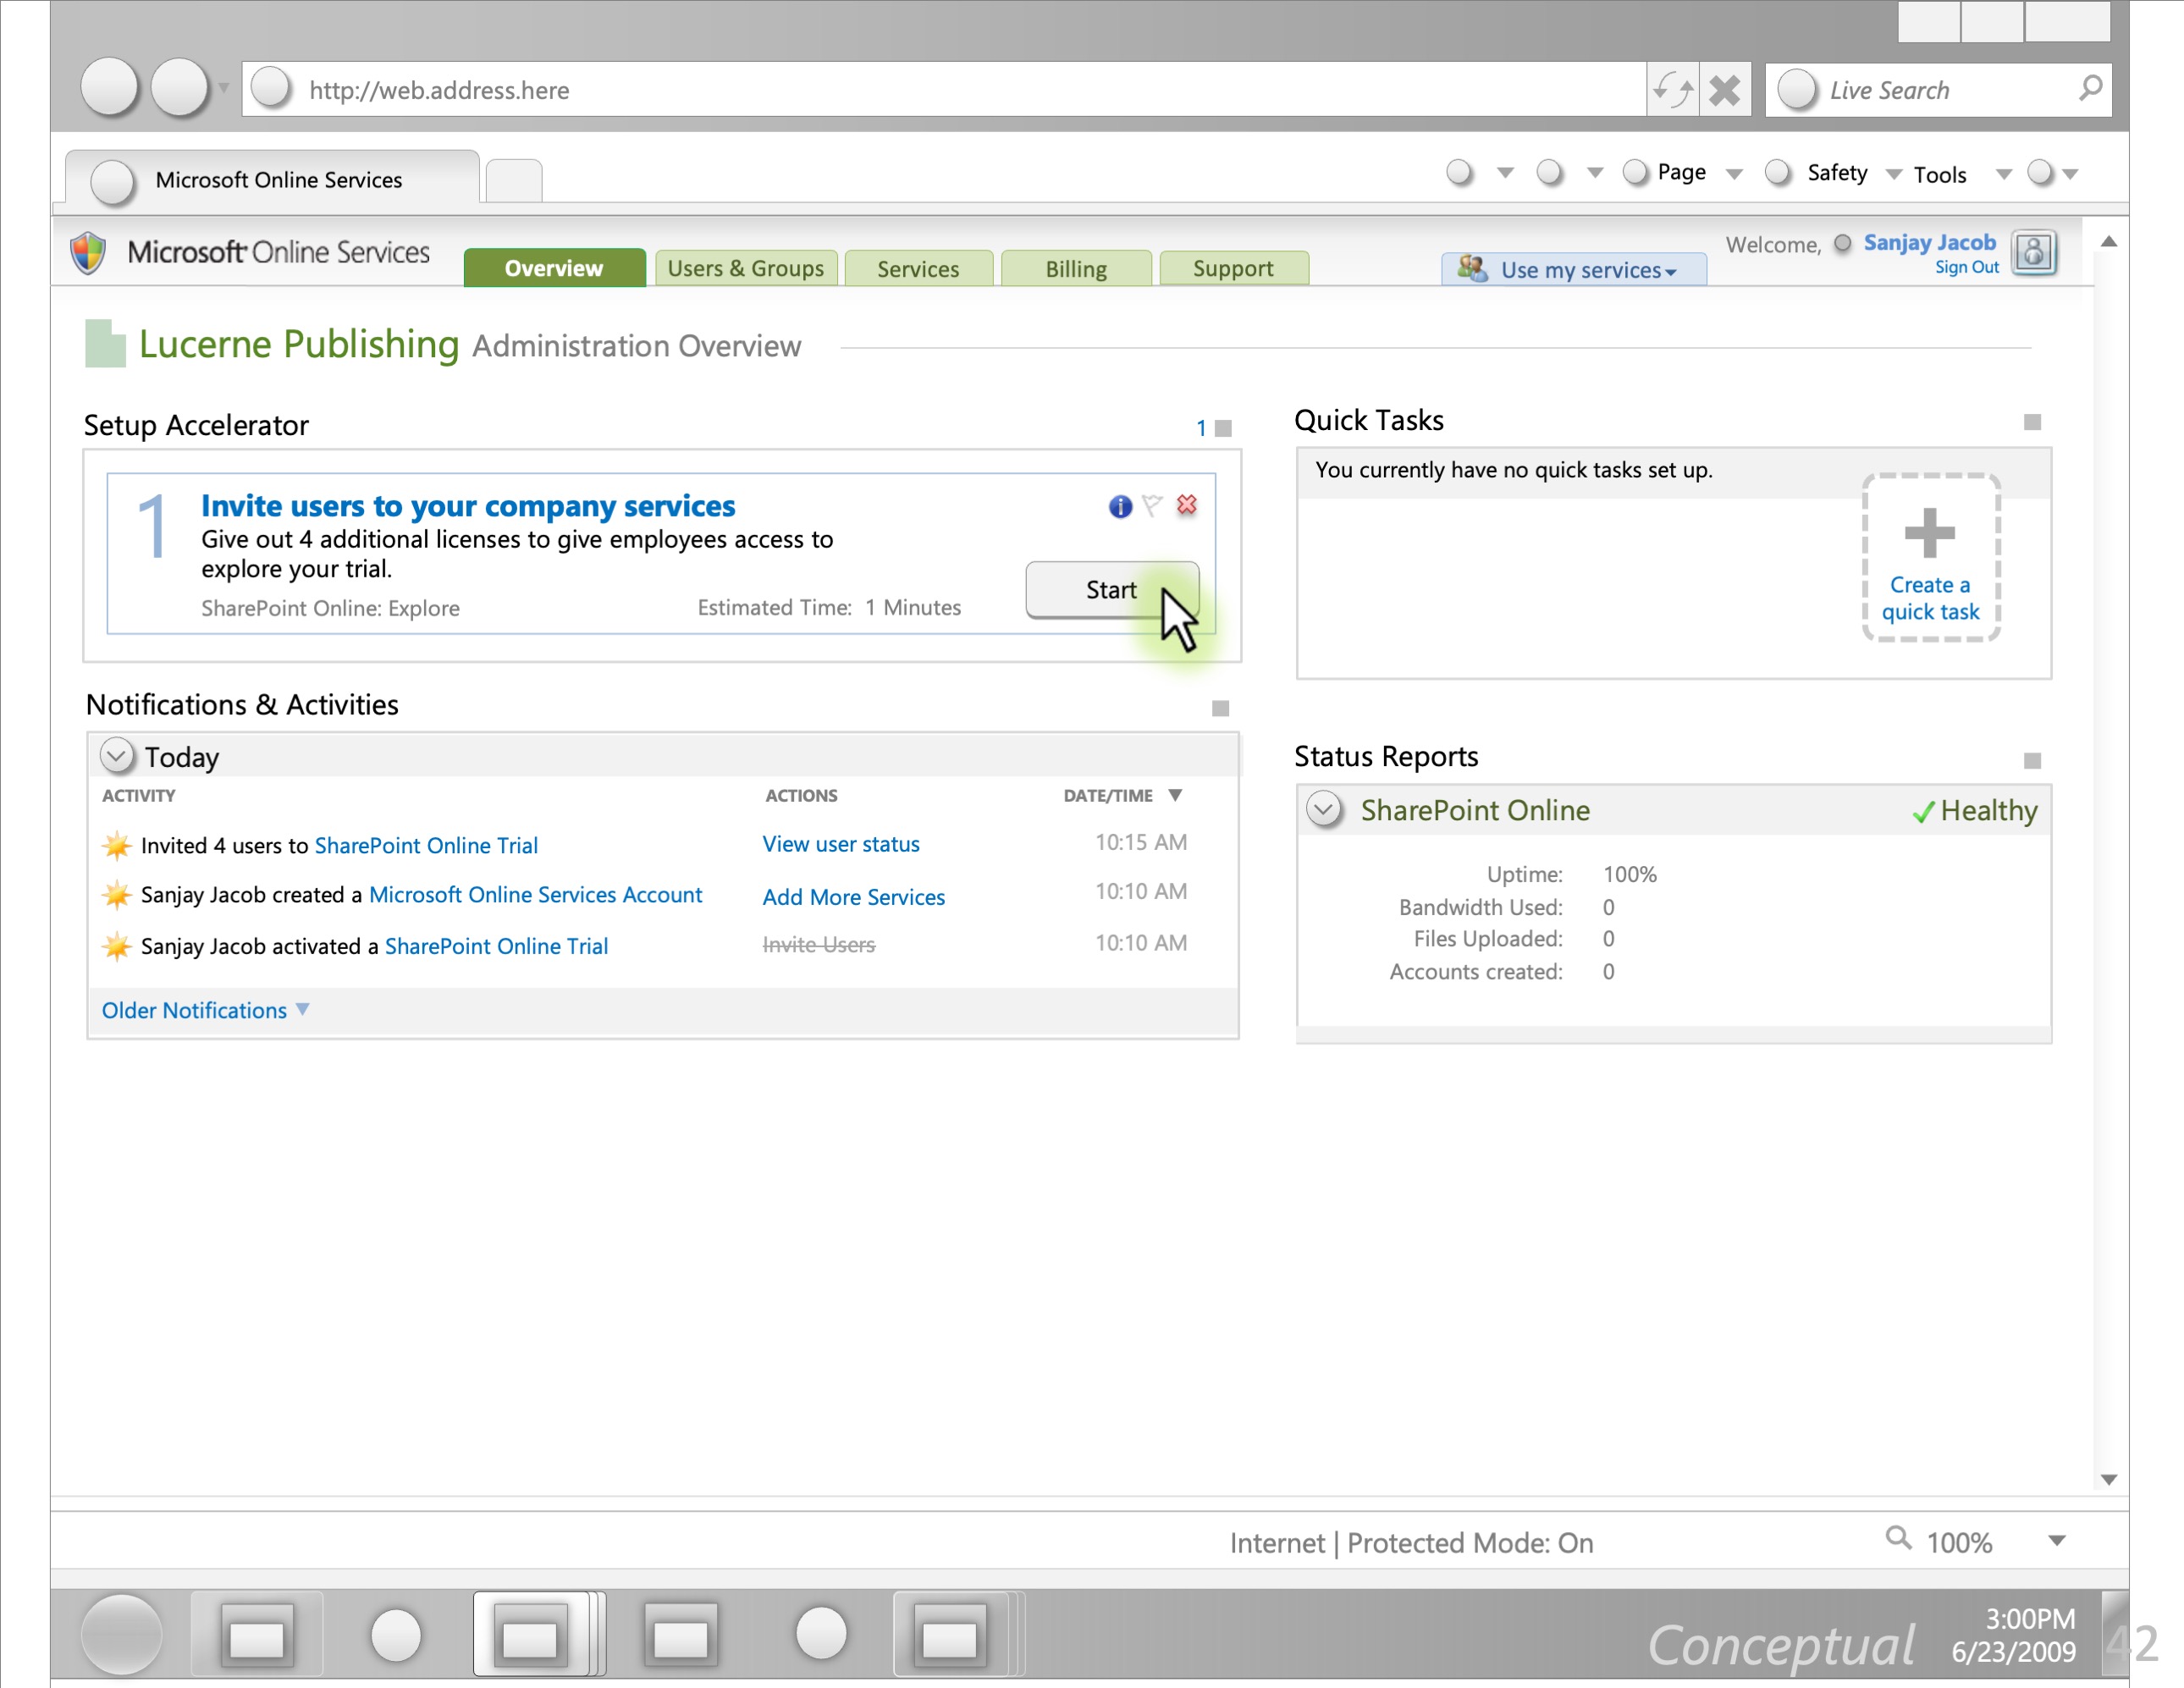 http://web.address.here
Live Search
Microsoft Online Services
Page
Safety
Tools
Microsoft Online Services
Overview
Users & Groups
Services
Billing
Support
Use my services
Welcome,
Sanjay Jacob
Sign Out
Lucerne Publishing Administration Overview
Setup Accelerator
1
1
Invite users to your company services
Give out 4 additional licenses to give employees access to
explore your trial.
SharePoint Online: Explore
Estimated Time: 1 Minutes
Start
Quick Tasks
You currently have no quick tasks set up.
Create a
quick task
Notifications & Activities
Today
ACTIVITY
ACTIONS
DATE/TIME
Invited 4 users to SharePoint Online Trial
View user status
10:15 AM
Sanjay Jacob created a Microsoft Online Services Account
Add More Services
10:10 AM
Sanjay Jacob activated a SharePoint Online Trial
Invite Users
10:10 AM
Older Notifications
Status Reports
SharePoint Online
Healthy
Uptime: 100%
Bandwidth Used: 0
Files Uploaded: 0
Accounts created: 0
Internet | Protected Mode: On
100%
Conceptual
3:00PM
6/23/2009
42